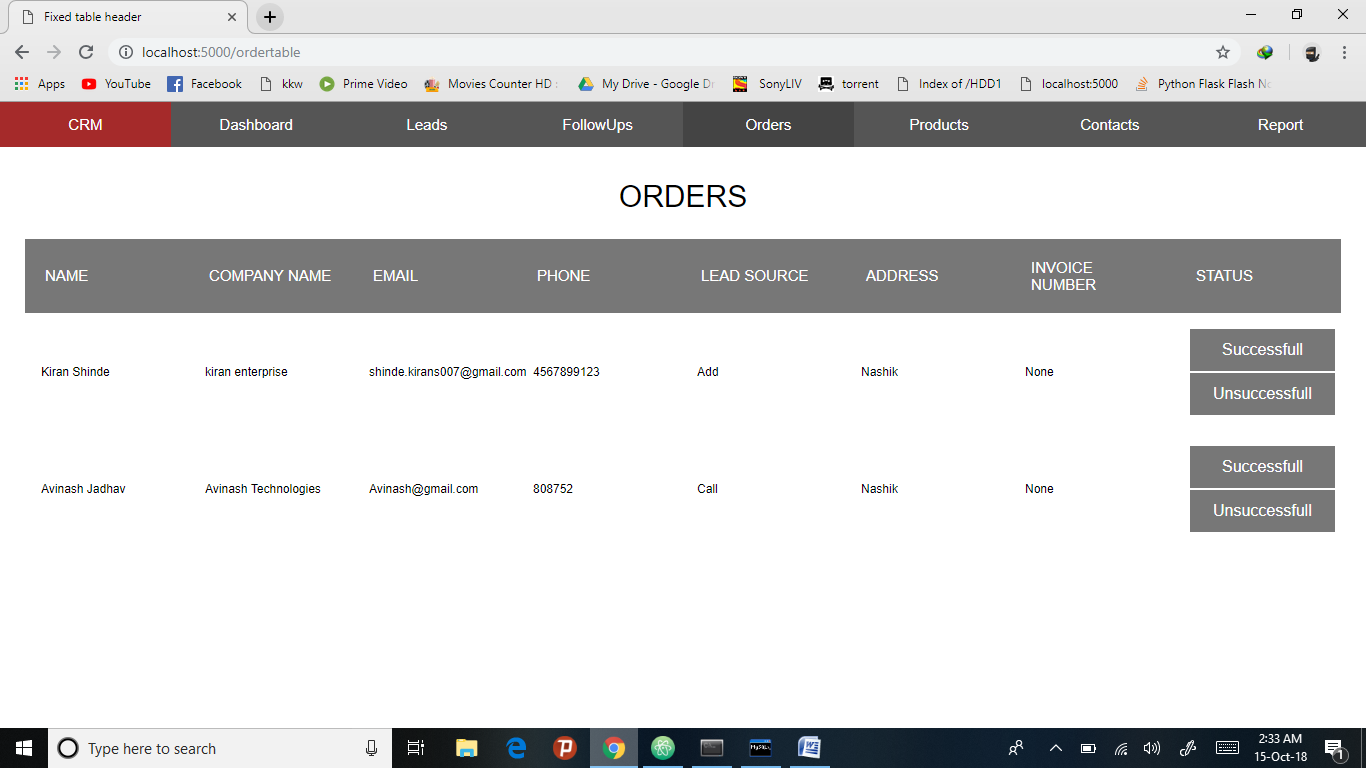 Fixed table header
localhost:5000/ordertable
Apps YouTube Facebook kkw Prime Video Movies Counter HD : My Drive - Google Dr SonyLIV torrent Index of /HDD1 localhost:5000 Python Flask Flash
CRM Dashboard Leads FollowUps Orders Products Contacts Report
ORDERS
NAME COMPANY NAME EMAIL PHONE LEAD SOURCE ADDRESS INVOICE NUMBER STATUS
Successfull
Kiran Shinde kiran enterprise shinde.kirans007@gmail.com 4567899123 Add Nashik None
Unsuccessfull
Successfull
Avinash Jadhav Avinash Technologies Avinash@gmail.com 808752 Call Nashik None
Unsuccessfull
Type here to search
2:33 AM
15-Oct-18
1